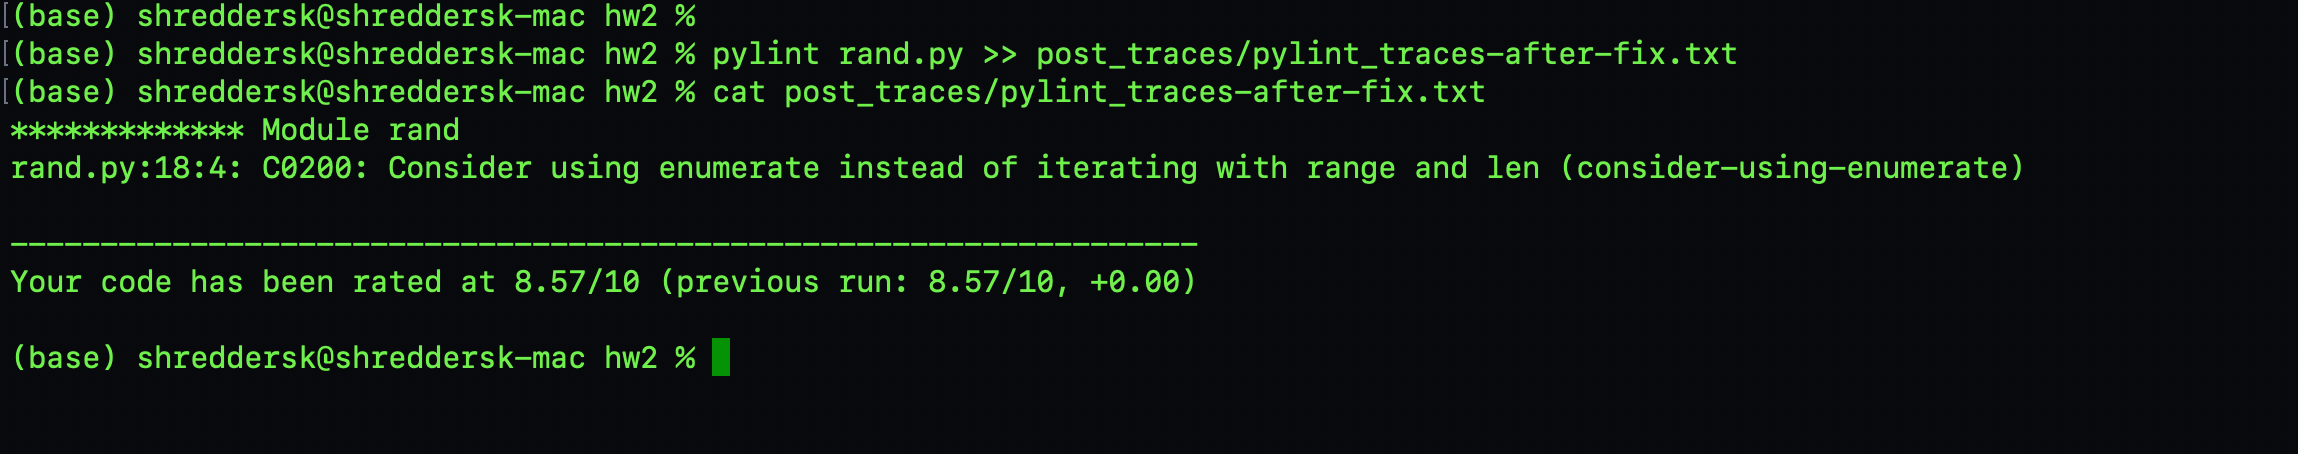 [(base) shreddersk@shreddersk-mac hw2 %
[(base) shreddersk@shreddersk-mac hw2 % pylint rand.py >> post_traces/pylint_traces-after-fix.txt
[(base) shreddersk@shreddersk-mac hw2 % cat post_traces/pylint_traces-after-fix.txt
************* Module rand
rand.py:18:4: C0200: Consider using enumerate instead of iterating with range and len (consider-using-enumerate)
------------------------------------------------------------------
Your code has been rated at 8.57/10 (previous run: 8.57/10, +0.00)
(base) shreddersk@shreddersk-mac hw2 %